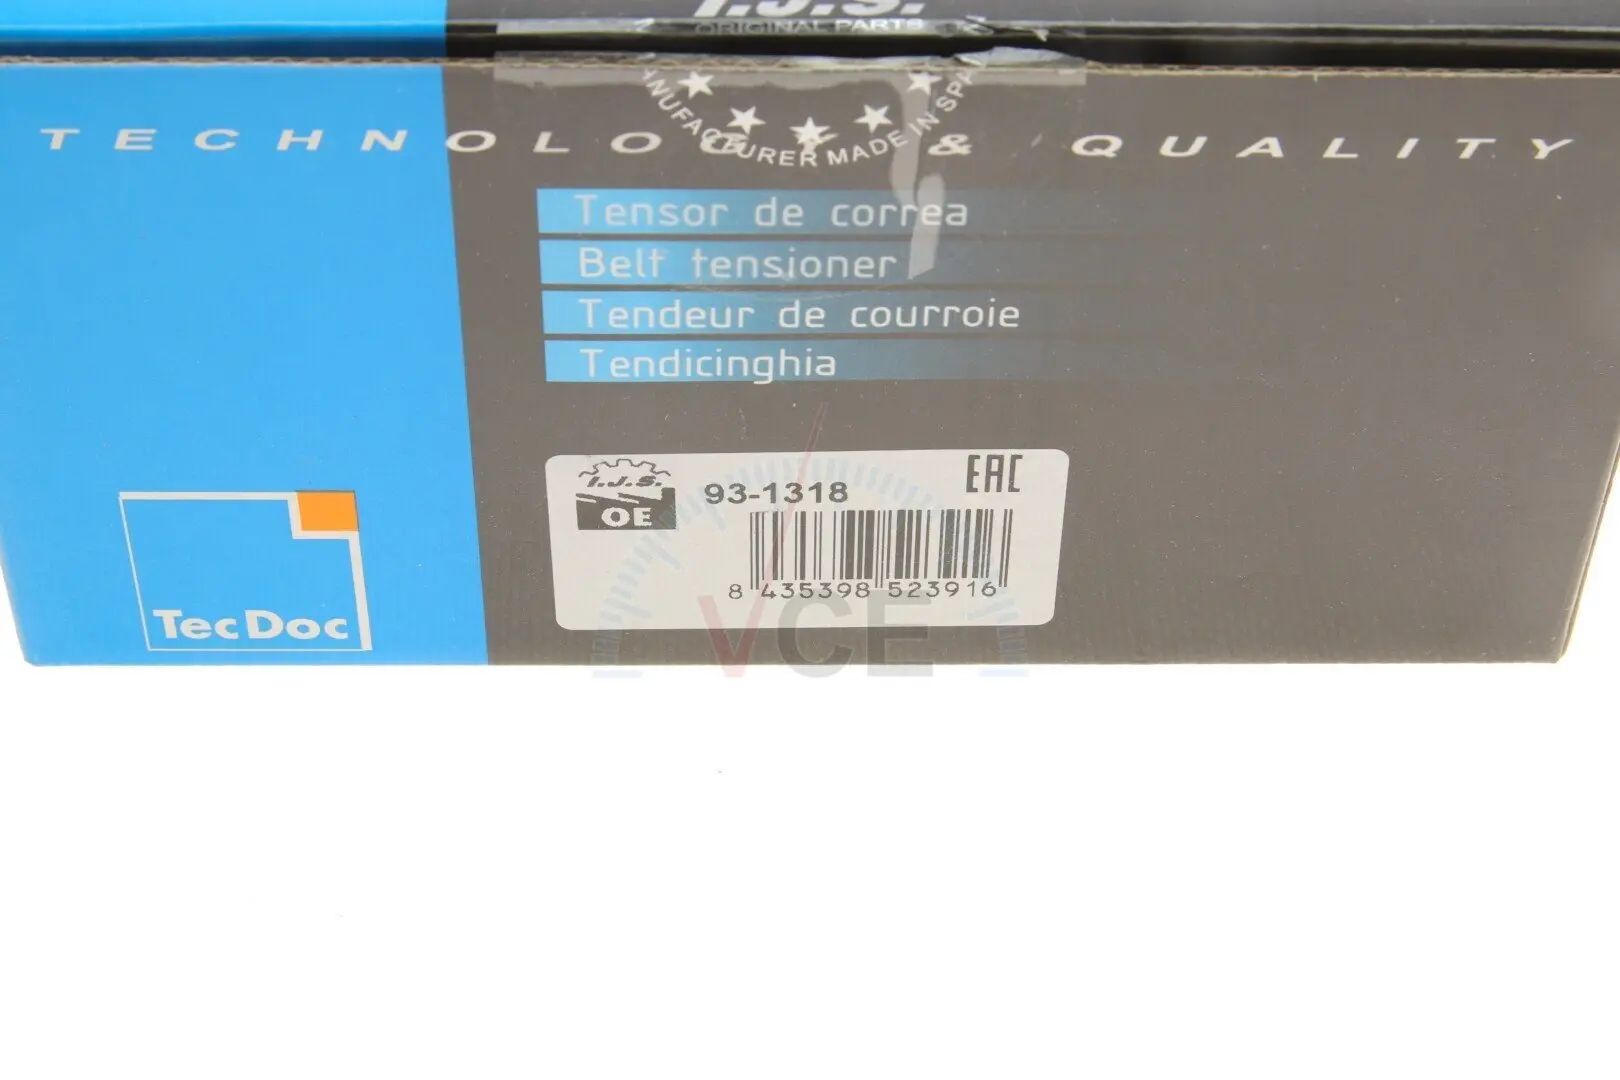 I.J.S.
ORIGINAL PARTS
MANUFACTURER MADE IN SPAIN
TECHNOLOGY & QUALITY
Tensor de correa
Belt tensioner
Tendeur de courroie
Tendicinghia
I.J.S.
OE
93-1318
EAC
8 435398 523916
TecDoc
VCE